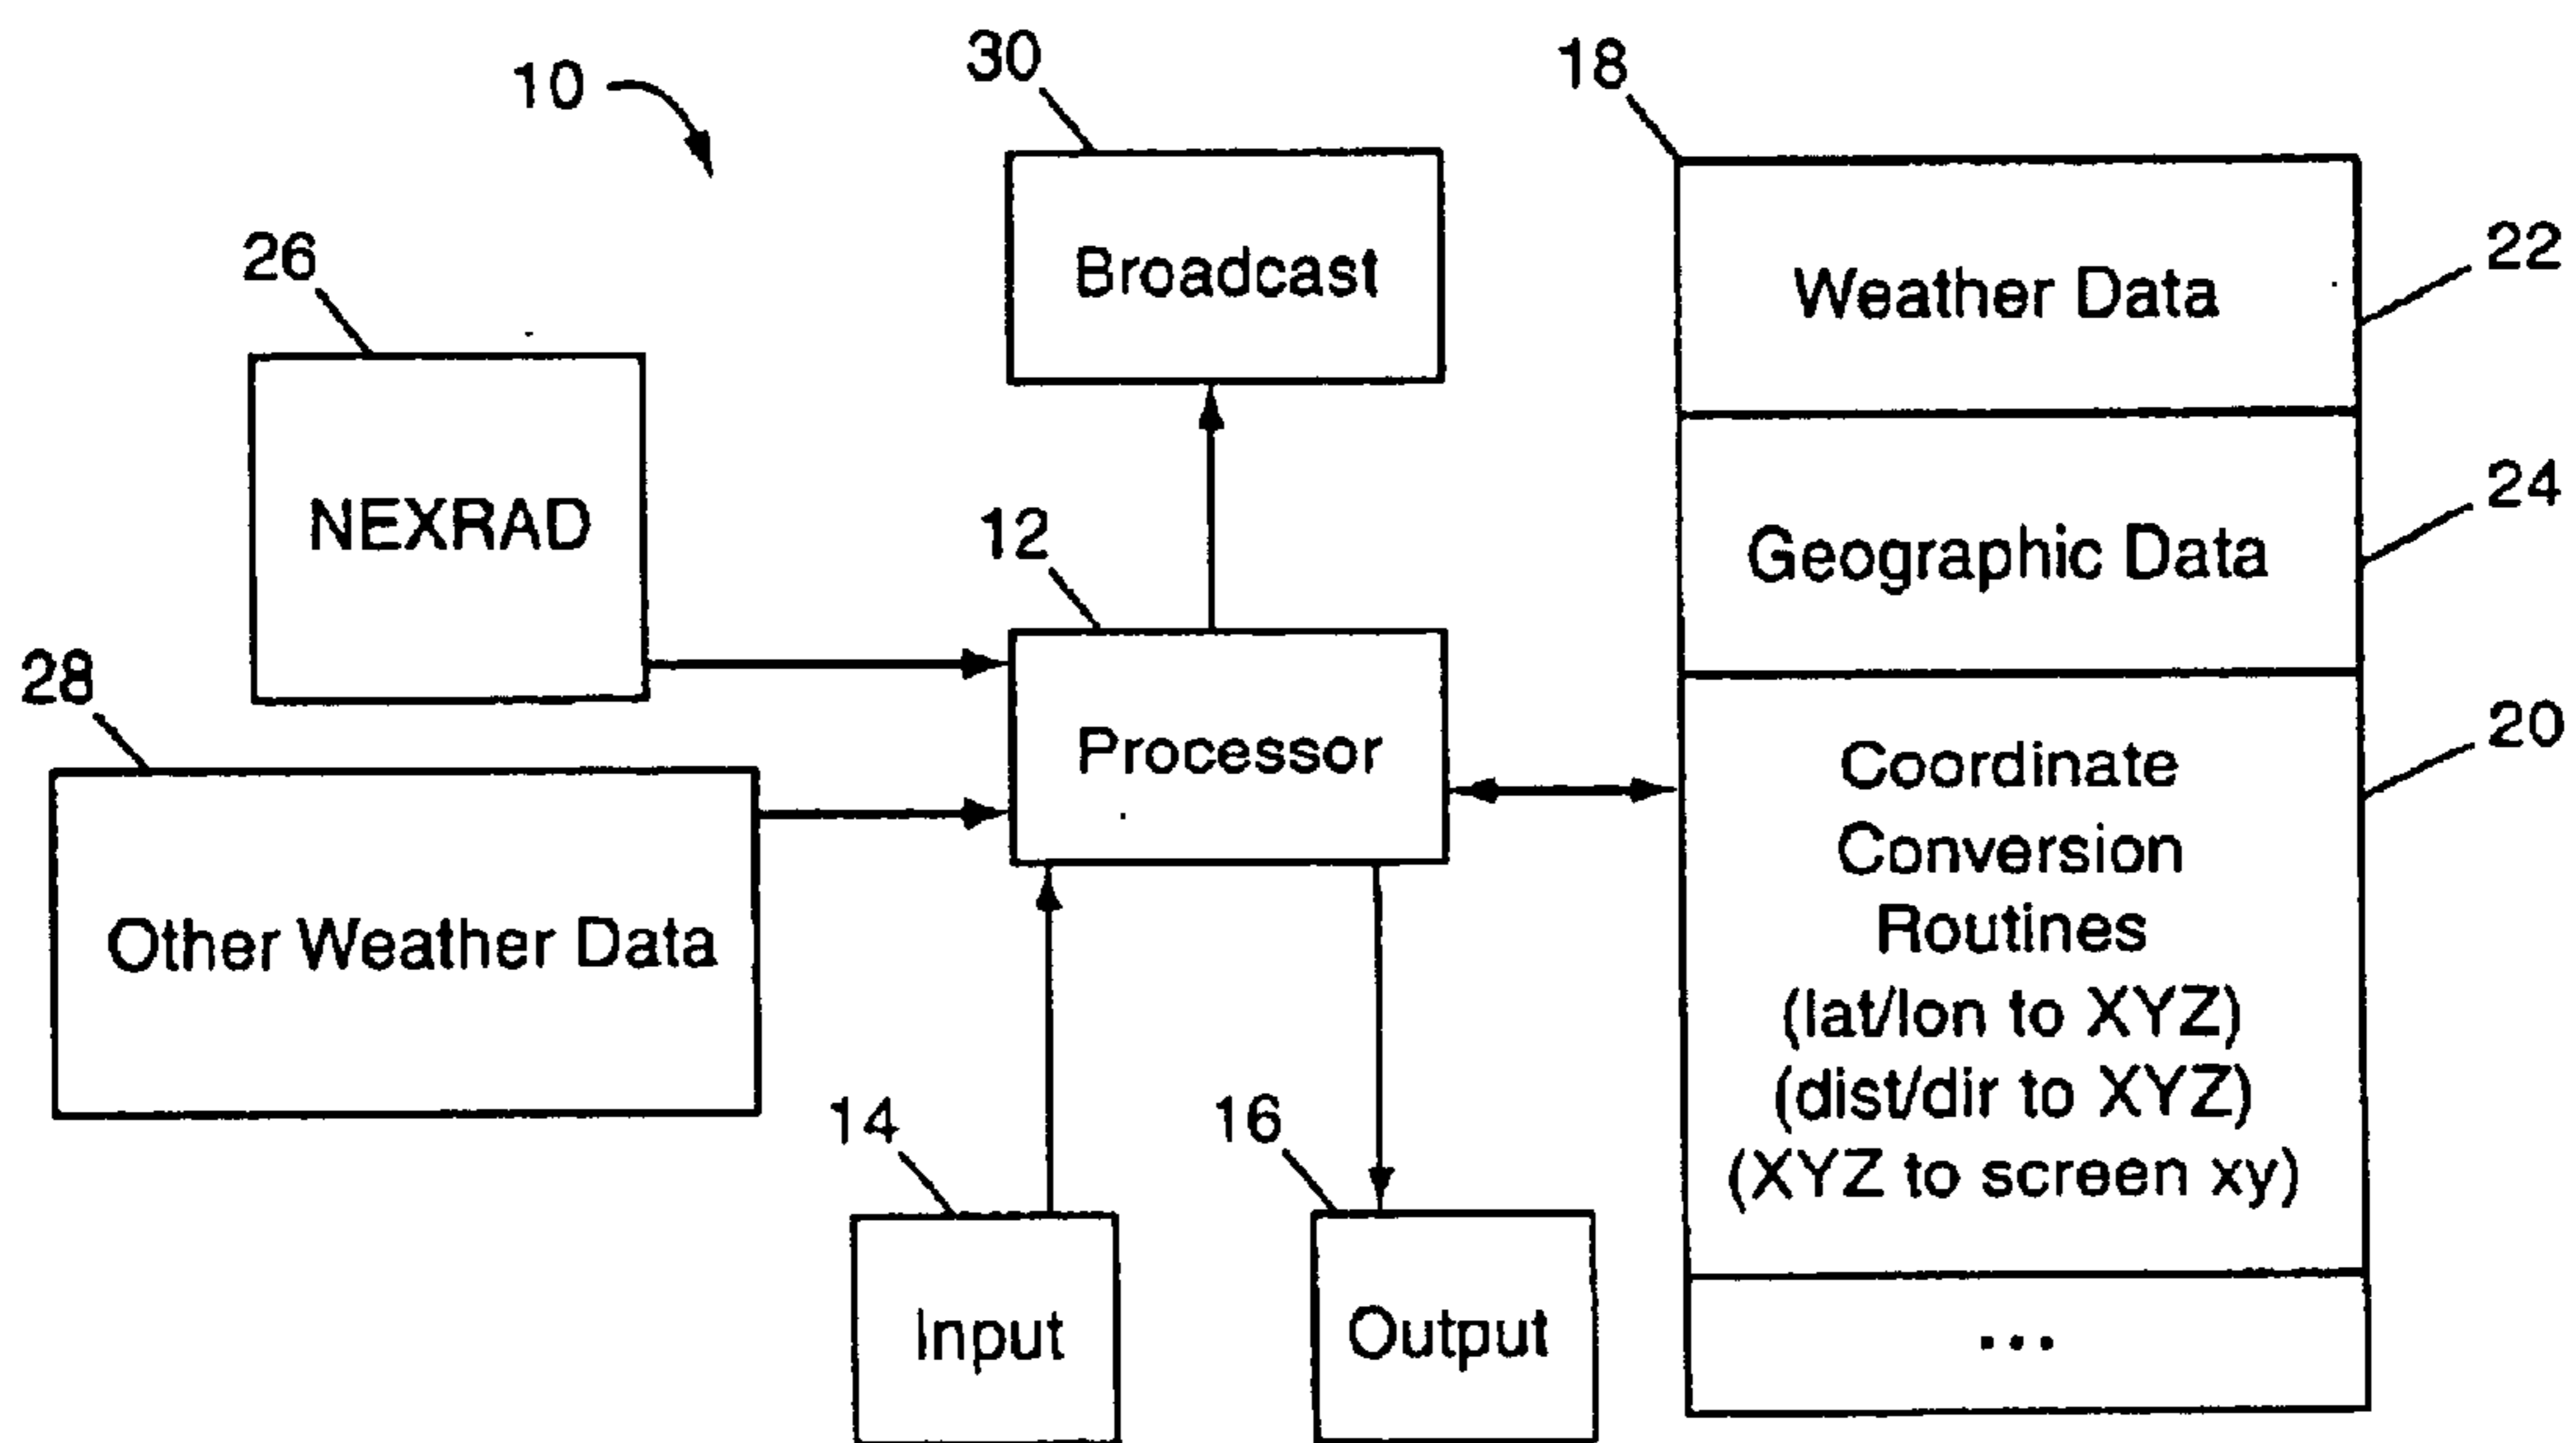 10
30
18
26
Broadcast
Weather Data
22
NEXRAD
12
Geographic Data
24
28
Processor
Coordinate
Conversion
Routines
(lat/lon to XYZ)
(dist/dir to XYZ)
(XYZ to screen xy)
20
Other Weather Data
14
16
Input
Output
...